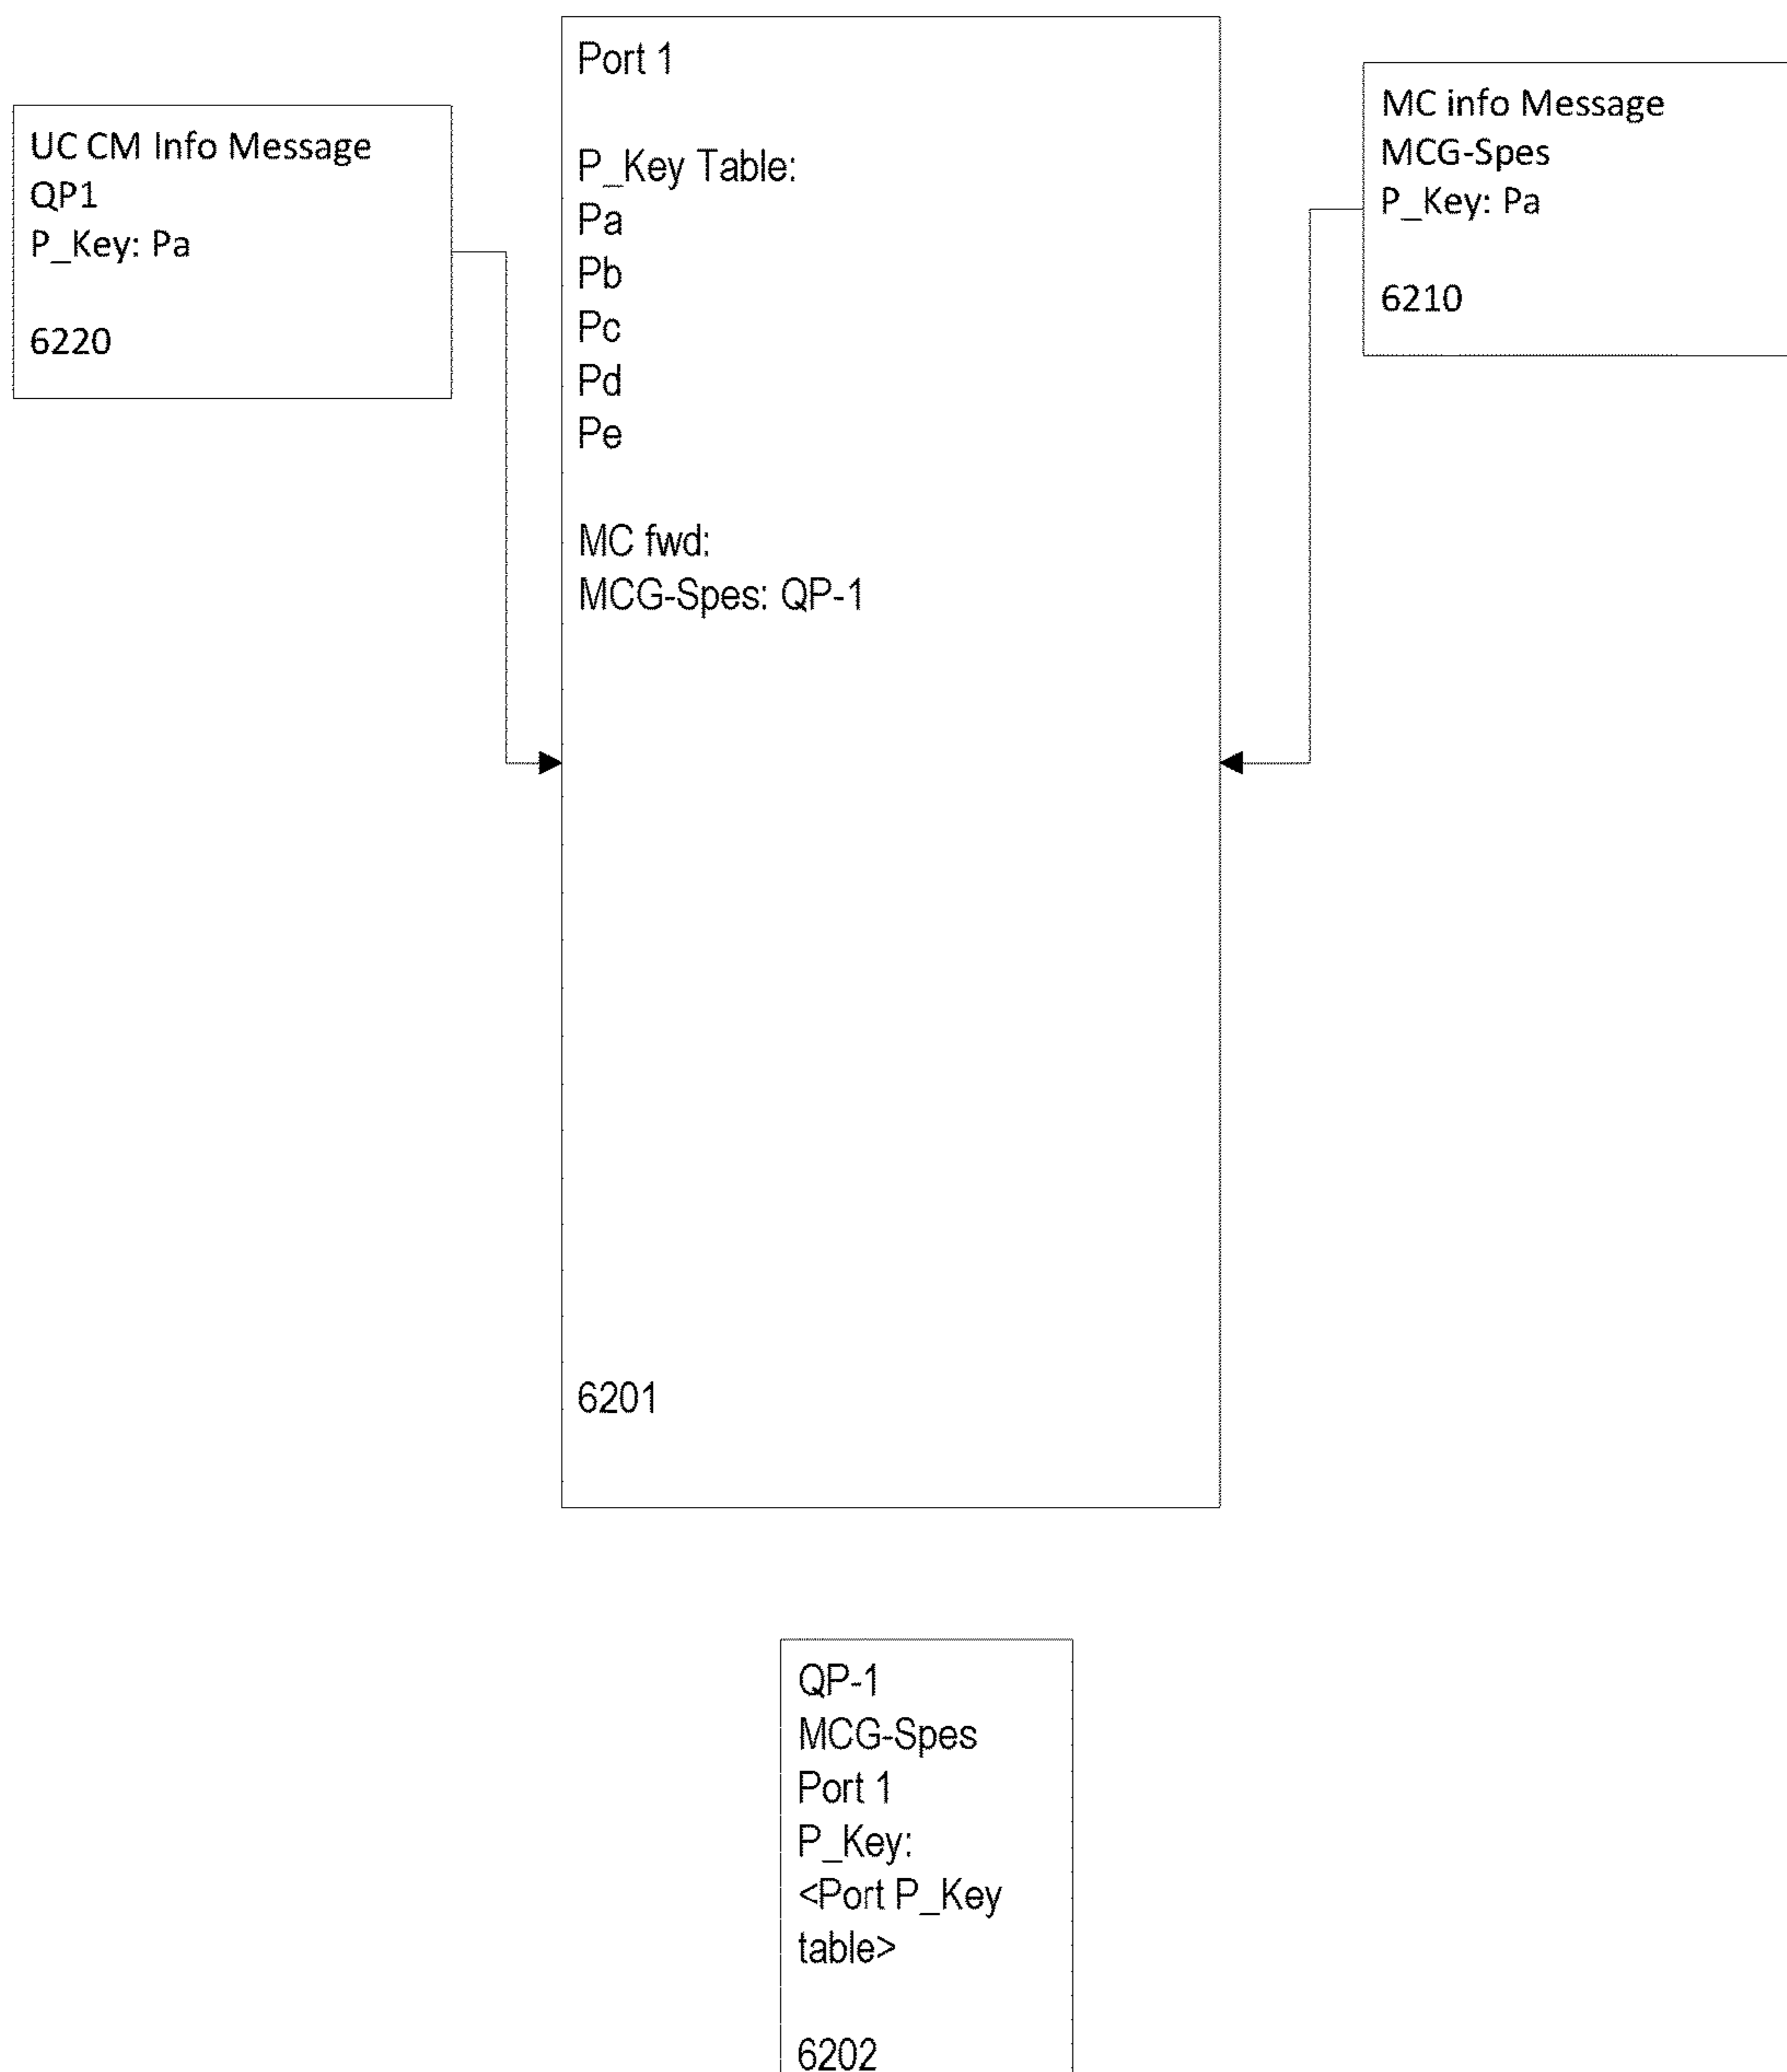 UC CM Info Message
QP1
P_Key: Pa
6220
Port 1
P_Key Table:
Pa
Pb
Pc
Pd
Pe
MC fwd:
MCG-Spes: QP-1
6201
MC info Message
MCG-Spes
P_Key: Pa
6210
QP-1
MCG-Spes
Port 1
P_Key:
<Port P_Key
table>
6202